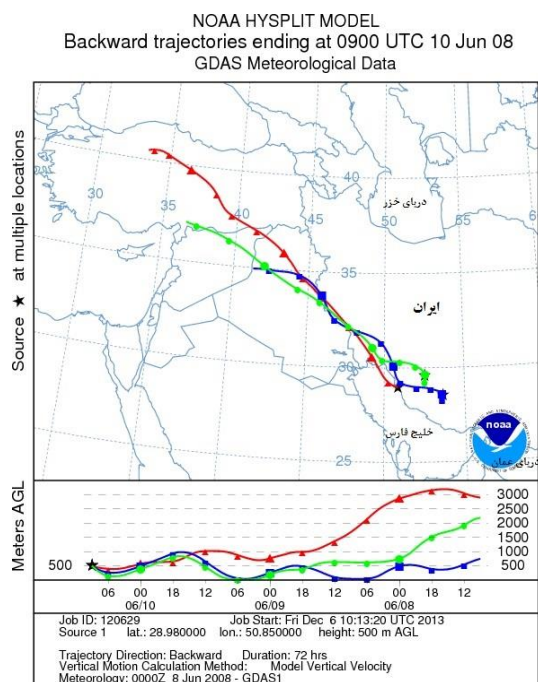 NOAA HYSPLIT MODEL
Backward trajectories ending at 0900 UTC 10 Jun 08
GDAS Meteorological Data
Source ★ at multiple locations
30
35
40
45
50
55
60
دریای خزر
35
ایران
30
noaa
خلیج فارس
دریای عمان
25
Meters AGL
3000
2500
2000
1500
1000
500
500
06 00 18 12 06 00 18 12 06 00 18 12
06/10 06/09 06/08
Job ID: 120629 Job Start: Fri Dec 6 10:13:20 UTC 2013
Source 1 lat.: 28.980000 lon.: 50.850000 height: 500 m AGL
Trajectory Direction: Backward Duration: 72 hrs
Vertical Motion Calculation Method: Model Vertical Velocity
Meteorology: 0000Z 8 Jun 2008 - GDAS1